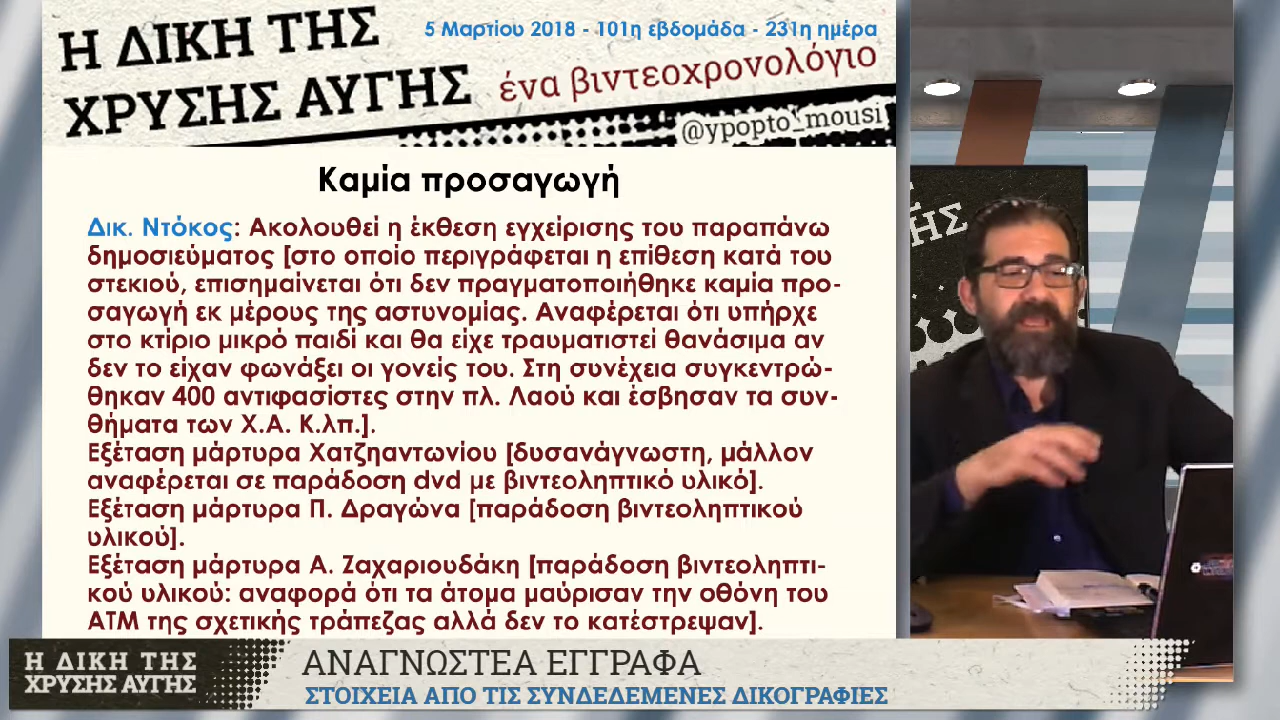 Η ΔΙΚΗ ΤΗΣ
ΧΡΥΣΗΣ ΑΥΓΗΣ
5 Μαρτίου 2018 - 101η εβδομάδα - 231η ημέρα
ένα βιντεοχρονολόγιο
@ypopto_mousi
Καμία προσαγωγή
Δικ. Ντόκος: Ακολουθεί η έκθεση εγχείρισης του παραπάνω
δημοσιεύματος [στο οποίο περιγράφεται η επίθεση κατά του
στεκιού, επισημαίνεται ότι δεν πραγματοποιήθηκε καμία προ-
σαγωγή εκ μέρους της αστυνομίας. Αναφέρεται ότι υπήρχε
στο κτίριο μικρό παιδί και θα είχε τραυματιστεί θανάσιμα αν
δεν το είχαν φωνάξει οι γονείς του. Στη συνέχεια συγκεντρώ-
θηκαν 400 αντιφασίστες στην πλ. Λαού και έσβησαν τα συν-
θήματα των Χ.Α. Κ.λπ.].
Εξέταση μάρτυρα Χατζηαντωνίου [δυσανάγνωστη, μάλλον
αναφέρεται σε παράδοση dvd με βιντεοληπτικό υλικό].
Εξέταση μάρτυρα Π. Δραγώνα [παράδοση βιντεοληπτικού
υλικού].
Εξέταση μάρτυρα Α. Ζαχαριουδάκη [παράδοση βιντεοληπτι-
κού υλικού: αναφορά ότι τα άτομα μαύρισαν την οθόνη του
ΑΤΜ της σχετικής τράπεζας αλλά δεν το κατέστρεψαν].
ΗΣ
Η ΔΙΚΗ ΤΗΣ
ΧΡΥΣΗΣ ΑΥΓΗΣ
ΑΝΑΓΝΩΣΤΕΑ ΕΓΓΡΑΦΑ
ΣΤΟΙΧΕΙΑ ΑΠΟ ΤΙΣ ΣΥΝΔΕΔΕΜΕΝΕΣ ΔΙΚΟΓΡΑΦΙΕΣ